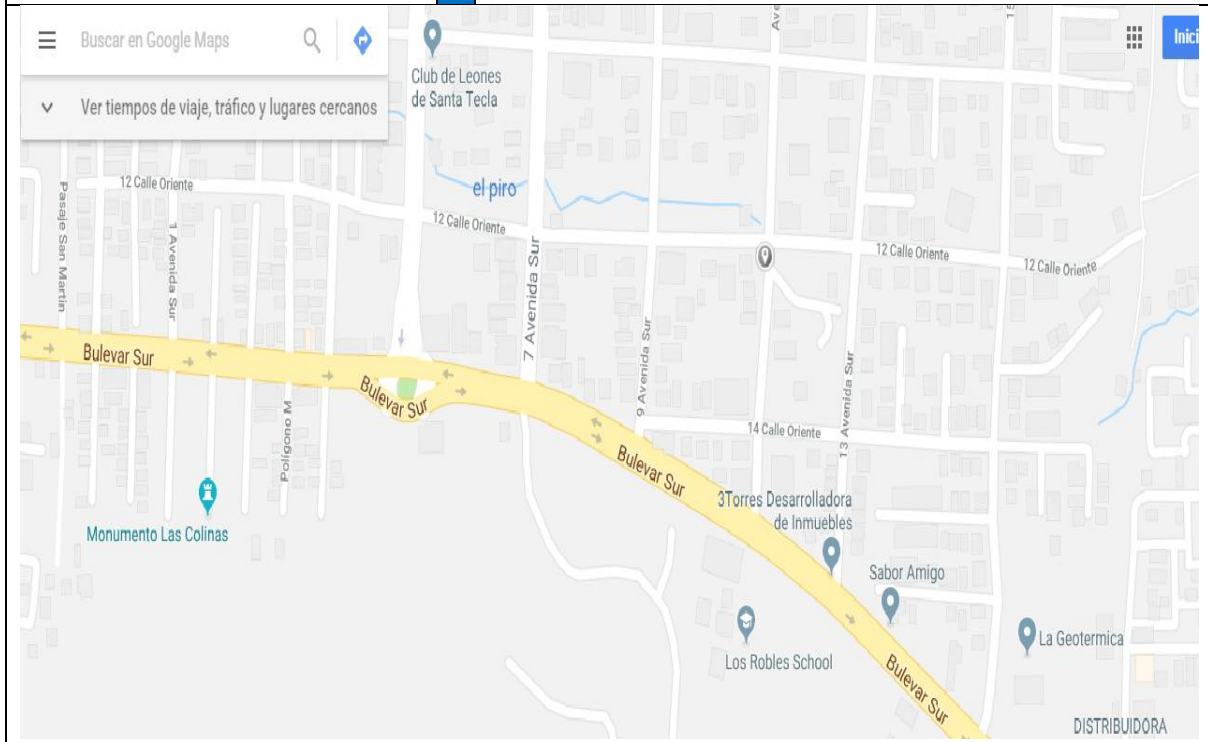 Buscar en Google Maps
Inici
Ver tiempos de viaje, tráfico y lugares cercanos
Club de Leones
de Santa Tecla
Ave
15
12 Calle Oriente
el piro
12 Calle Oriente
12 Calle Oriente
12 Calle Oriente
Pasaje San Martin
1 Avenida Sur
7 Avenida Sur
9 Avenida Sur
13 Avenida Sur
Bulevar Sur
Bulevar Sur
Polígono M
14 Calle Oriente
Bulevar Sur
3Torres Desarrolladora
de Inmuebles
Monumento Las Colinas
Sabor Amigo
Los Robles School
La Geotermica
Bulevar Sur
DISTRIBUIDORA